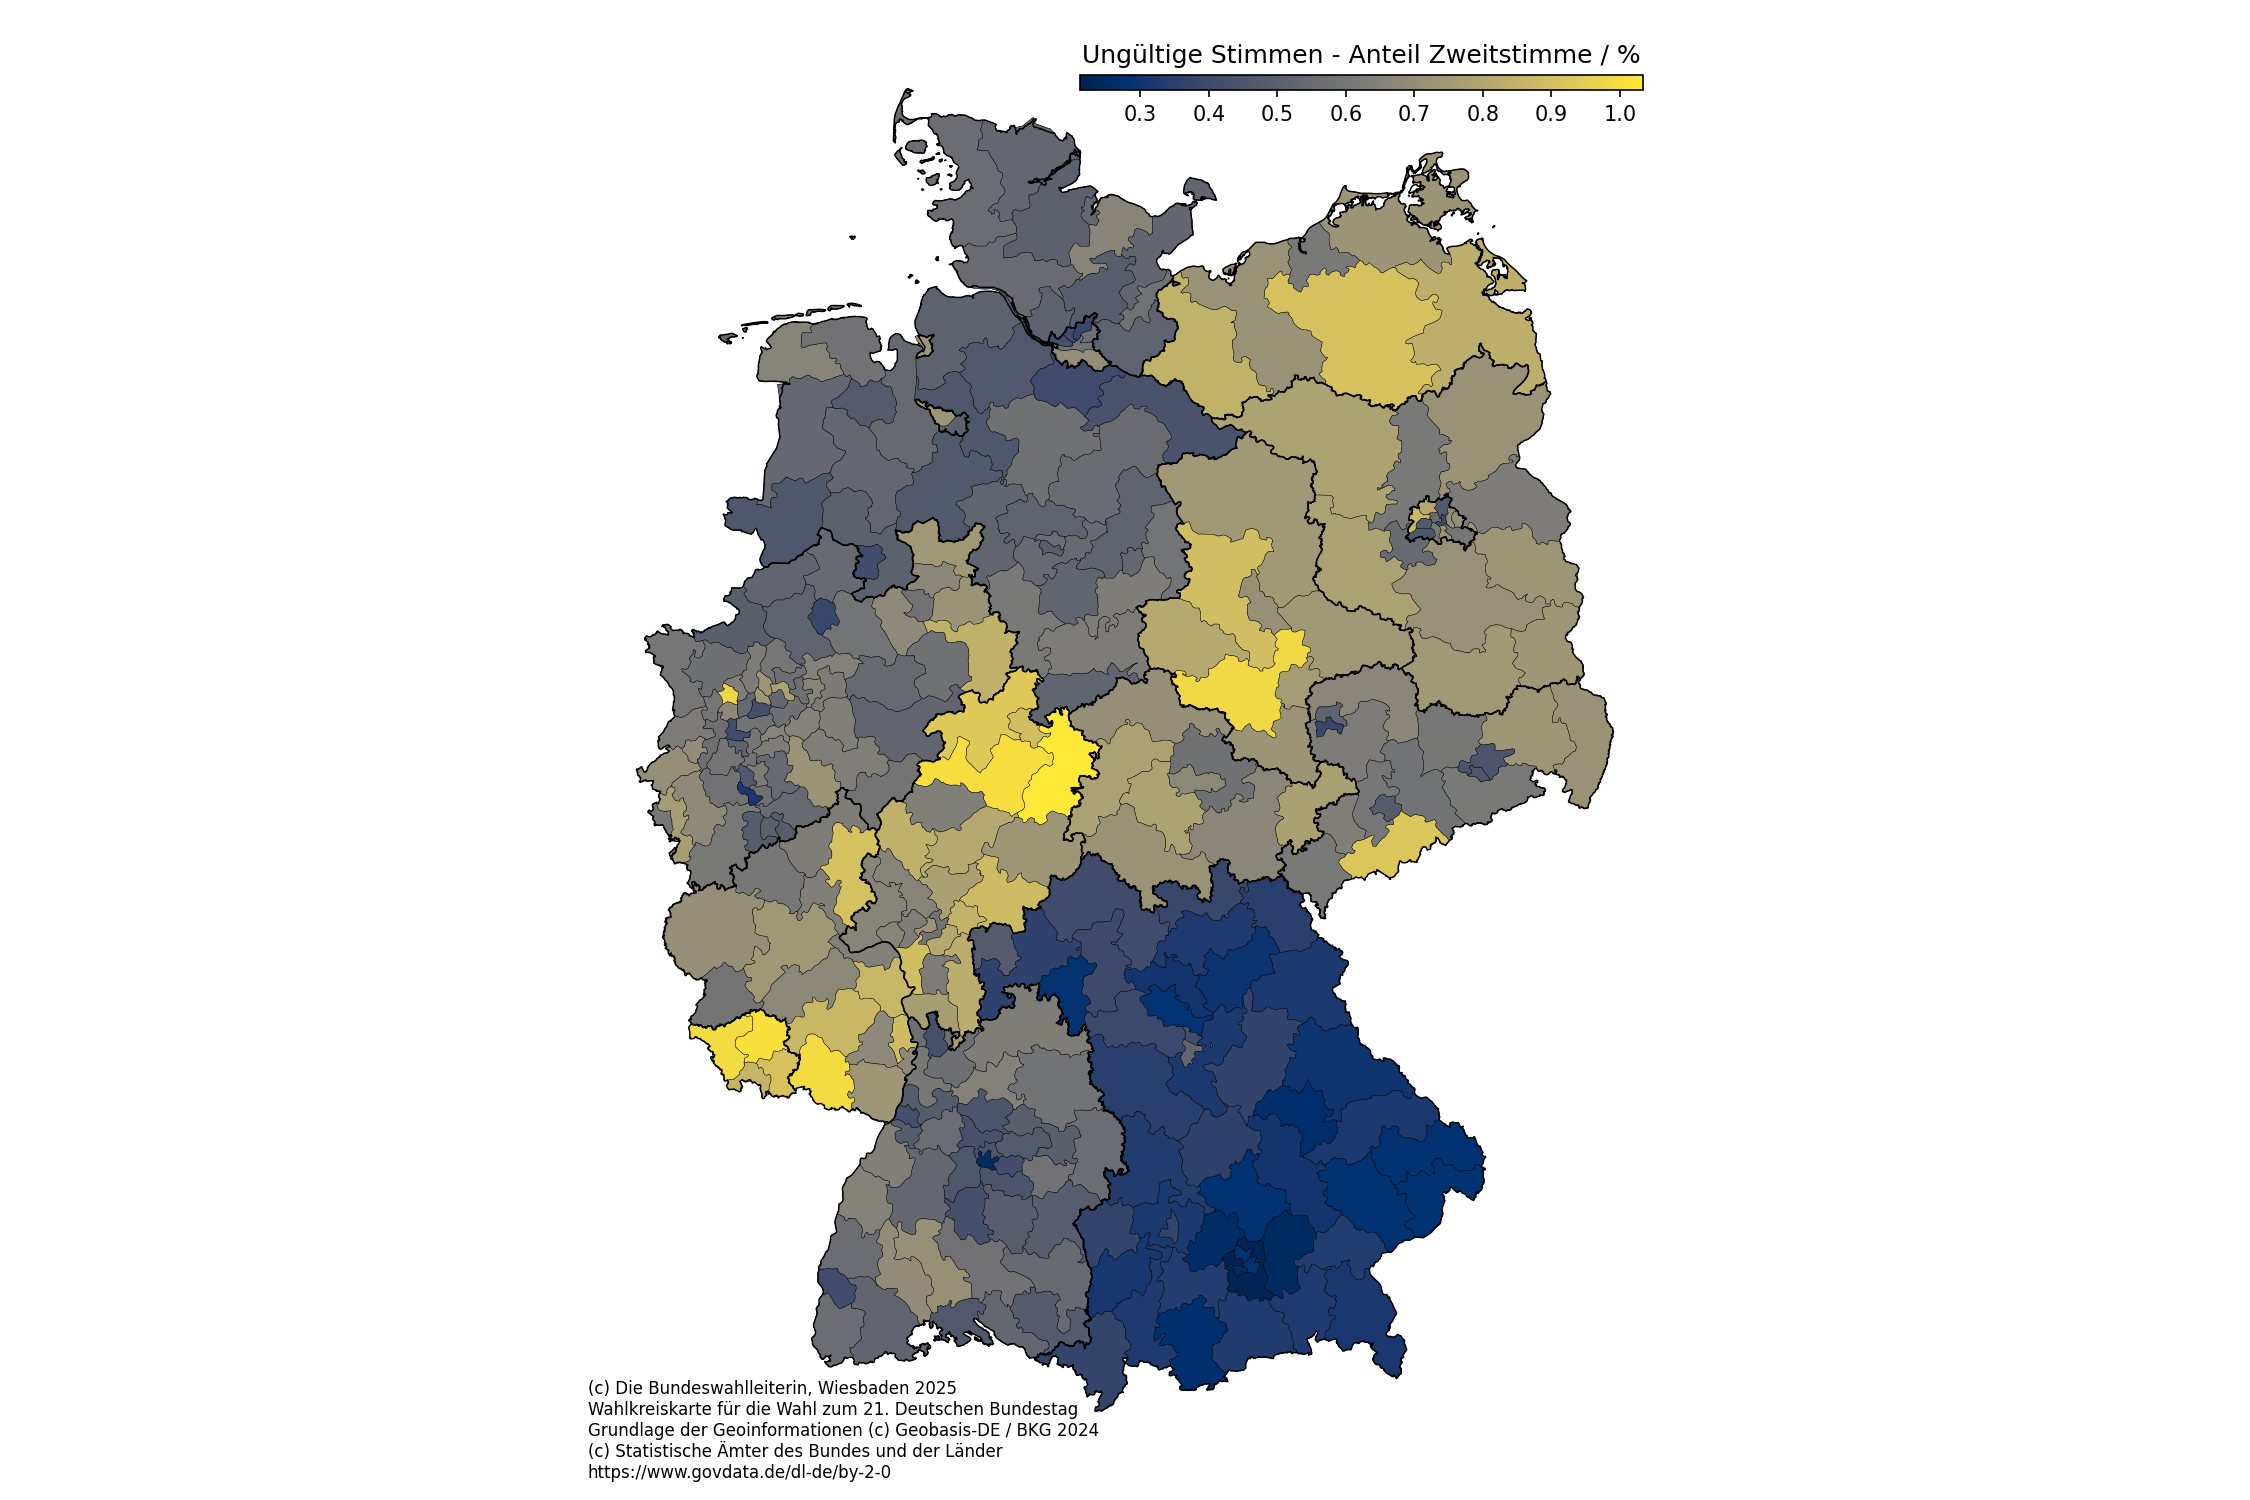 Ungültige Stimmen - Anteil Zweitstimme / %
0.3 0.4 0.5 0.6 0.7 0.8 0.9 1.0
(c) Die Bundeswahlleiterin, Wiesbaden 2025
Wahlkreiskarte für die Wahl zum 21. Deutschen Bundestag
Grundlage der Geoinformationen (c) Geobasis-DE / BKG 2024
(c) Statistische Ämter des Bundes und der Länder
https://www.govdata.de/dl-de/by-2-0